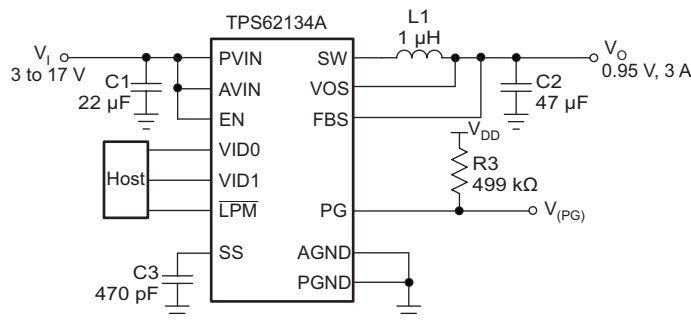 TPS62134A
L1
1 µH
V_I
3 to 17 V
C1
22 µF
PVIN
AVIN
EN
VID0
VID1
LPM
SS
Host
C3
470 pF
SW
VOS
FBS
PG
AGND
PGND
V_O
0.95 V, 3 A
C2
47 µF
V_DD
R3
499 kΩ
V_(PG)